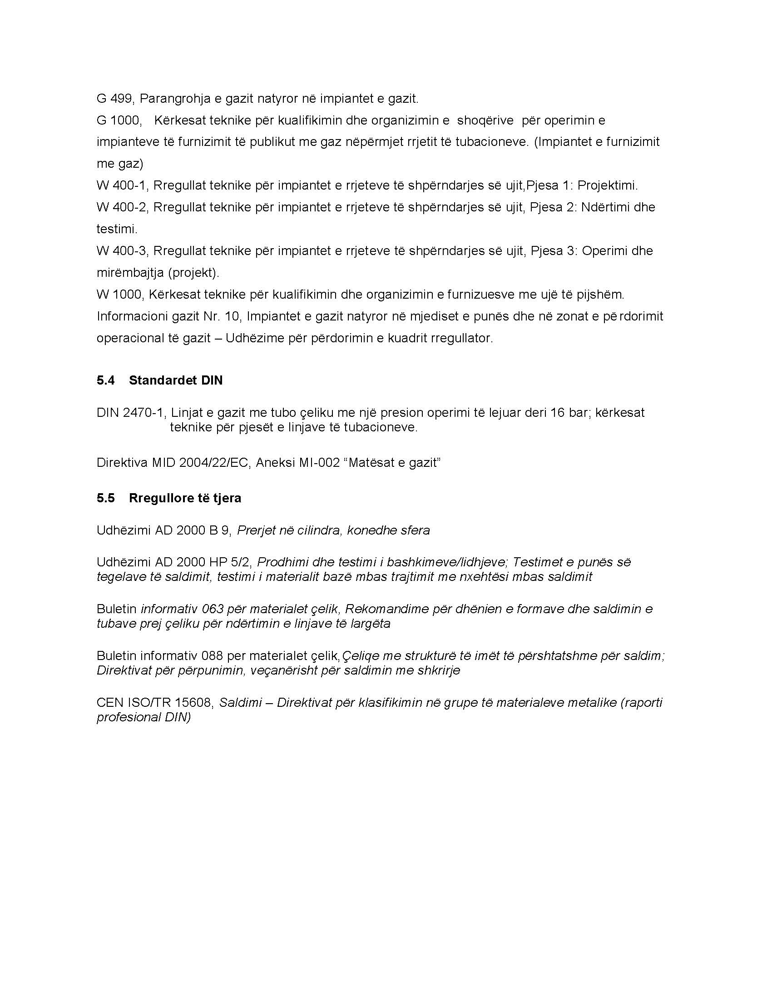 G 499, Parangrohja e gazit natyror në impiantet e gazit.
G 1000,   Kërkesat teknike për kualifikimin dhe organizimin e  shoqërive  për operimin e
impianteve të furnizimit të publikut me gaz nëpërmjet rrjetit të tubacioneve. (Impiantet e furnizimit
me gaz)
W 400-1, Rregullat teknike për impiantet e rrjeteve të shpërndarjes së ujit,Pjesa 1: Projektimi.
W 400-2, Rregullat teknike për impiantet e rrjeteve të shpërndarjes së ujit, Pjesa 2: Ndërtimi dhe
testimi.
W 400-3, Rregullat teknike për impiantet e rrjeteve të shpërndarjes së ujit, Pjesa 3: Operimi dhe
mirëmbajtja (projekt).
W 1000, Kërkesat teknike për kualifikimin dhe organizimin e furnizuesve me ujë të pijshëm.
Informacioni gazit Nr. 10, Impiantet e gazit natyror në mjediset e punës dhe në zonat e përdorimit
operacional të gazit – Udhëzime për përdorimin e kuadrit rregullator.
5.4 Standardet DIN
DIN 2470-1, Linjat e gazit me tubo çeliku me një presion operimi të lejuar deri 16 bar; kërkesat
teknike për pjesët e linjave të tubacioneve.
Direktiva MID 2004/22/EC, Aneksi MI-002 “Matësat e gazit”
5.5 Rregullore të tjera
Udhëzimi AD 2000 B 9, Prerjet në cilindra, konedhe sfera
Udhëzimi AD 2000 HP 5/2, Prodhimi dhe testimi i bashkimeve/lidhjeve; Testimet e punës së
tegelave të saldimit, testimi i materialit bazë mbas trajtimit me nxehtësi mbas saldimit
Buletin informativ 063 për materialet çelik, Rekomandime për dhënien e formave dhe saldimin e
tubave prej çeliku për ndërtimin e linjave të largëta
Buletin informativ 088 per materialet çelik,Çeliqe me strukturë të imët të përshtatshme për saldim;
Direktivat për përpunimin, veçanërisht për saldimin me shkrirje
CEN ISO/TR 15608, Saldimi – Direktivat për klasifikimin në grupe të materialeve metalike (raporti
profesional DIN)